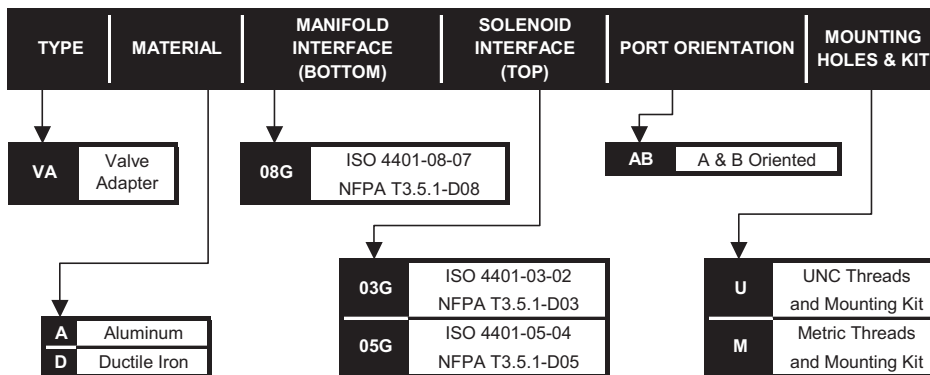 TYPE
MATERIAL
MANIFOLD
INTERFACE
(BOTTOM)
SOLENOID
INTERFACE
(TOP)
PORT ORIENTATION
MOUNTING
HOLES & KIT
VA
Valve
Adapter
08G
ISO 4401-08-07
NFPA T3.5.1-D08
AB
A & B Oriented
A
Aluminum
D
Ductile Iron
03G
ISO 4401-03-02
NFPA T3.5.1-D03
05G
ISO 4401-05-04
NFPA T3.5.1-D05
U
UNC Threads
and Mounting Kit
M
Metric Threads
and Mounting Kit